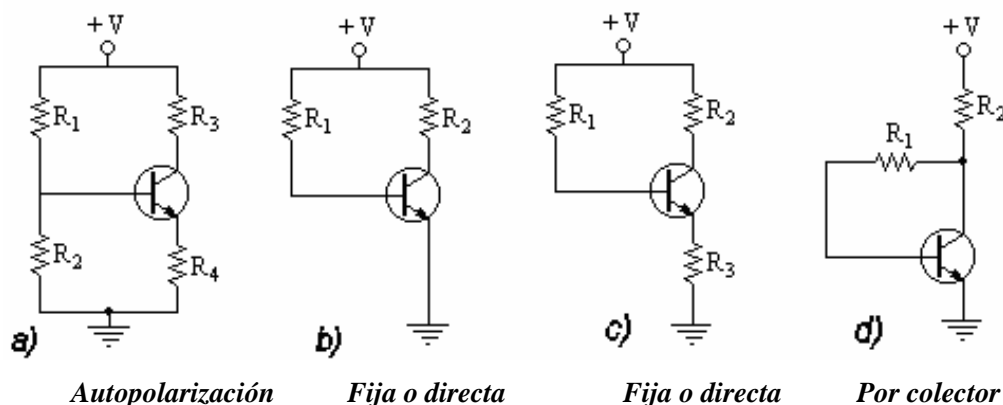 +V +V +V +V
R1 R3 R1 R2 R1 R2 R2
R1
R2 R4 R3
a) b) c) d)
Autopolarización Fija o directa Fija o directa Por colector